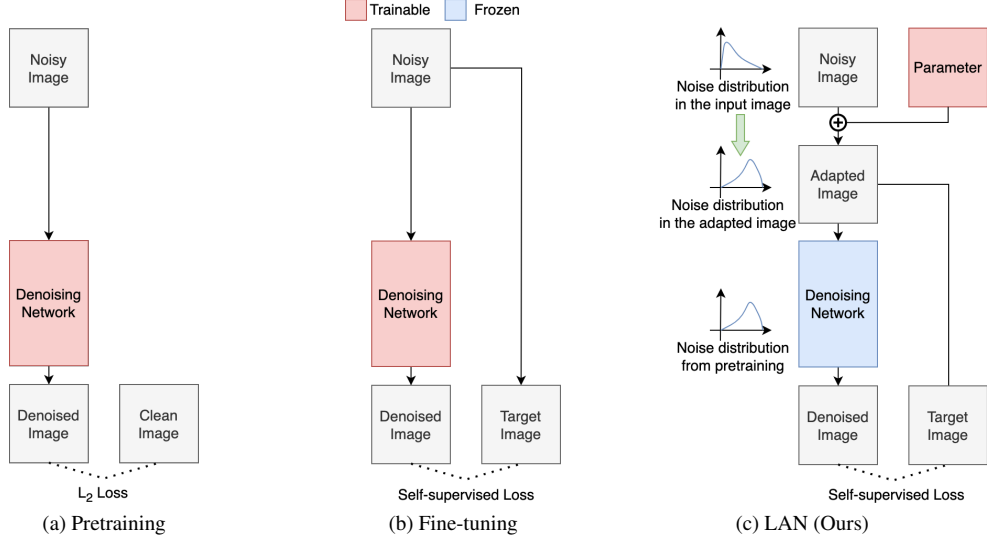 Trainable
Frozen
Noisy
Image
Denoising
Network
Denoised
Image
Clean
Image
L2 Loss
(a) Pretraining
Noisy
Image
Denoising
Network
Denoised
Image
Target
Image
Self-supervised Loss
(b) Fine-tuning
Noise distribution
in the input image
Noisy
Image
Parameter
Noise distribution
in the adapted image
Adapted
Image
Noise distribution
from pretraining
Denoising
Network
Denoised
Image
Target
Image
Self-supervised Loss
(c) LAN (Ours)